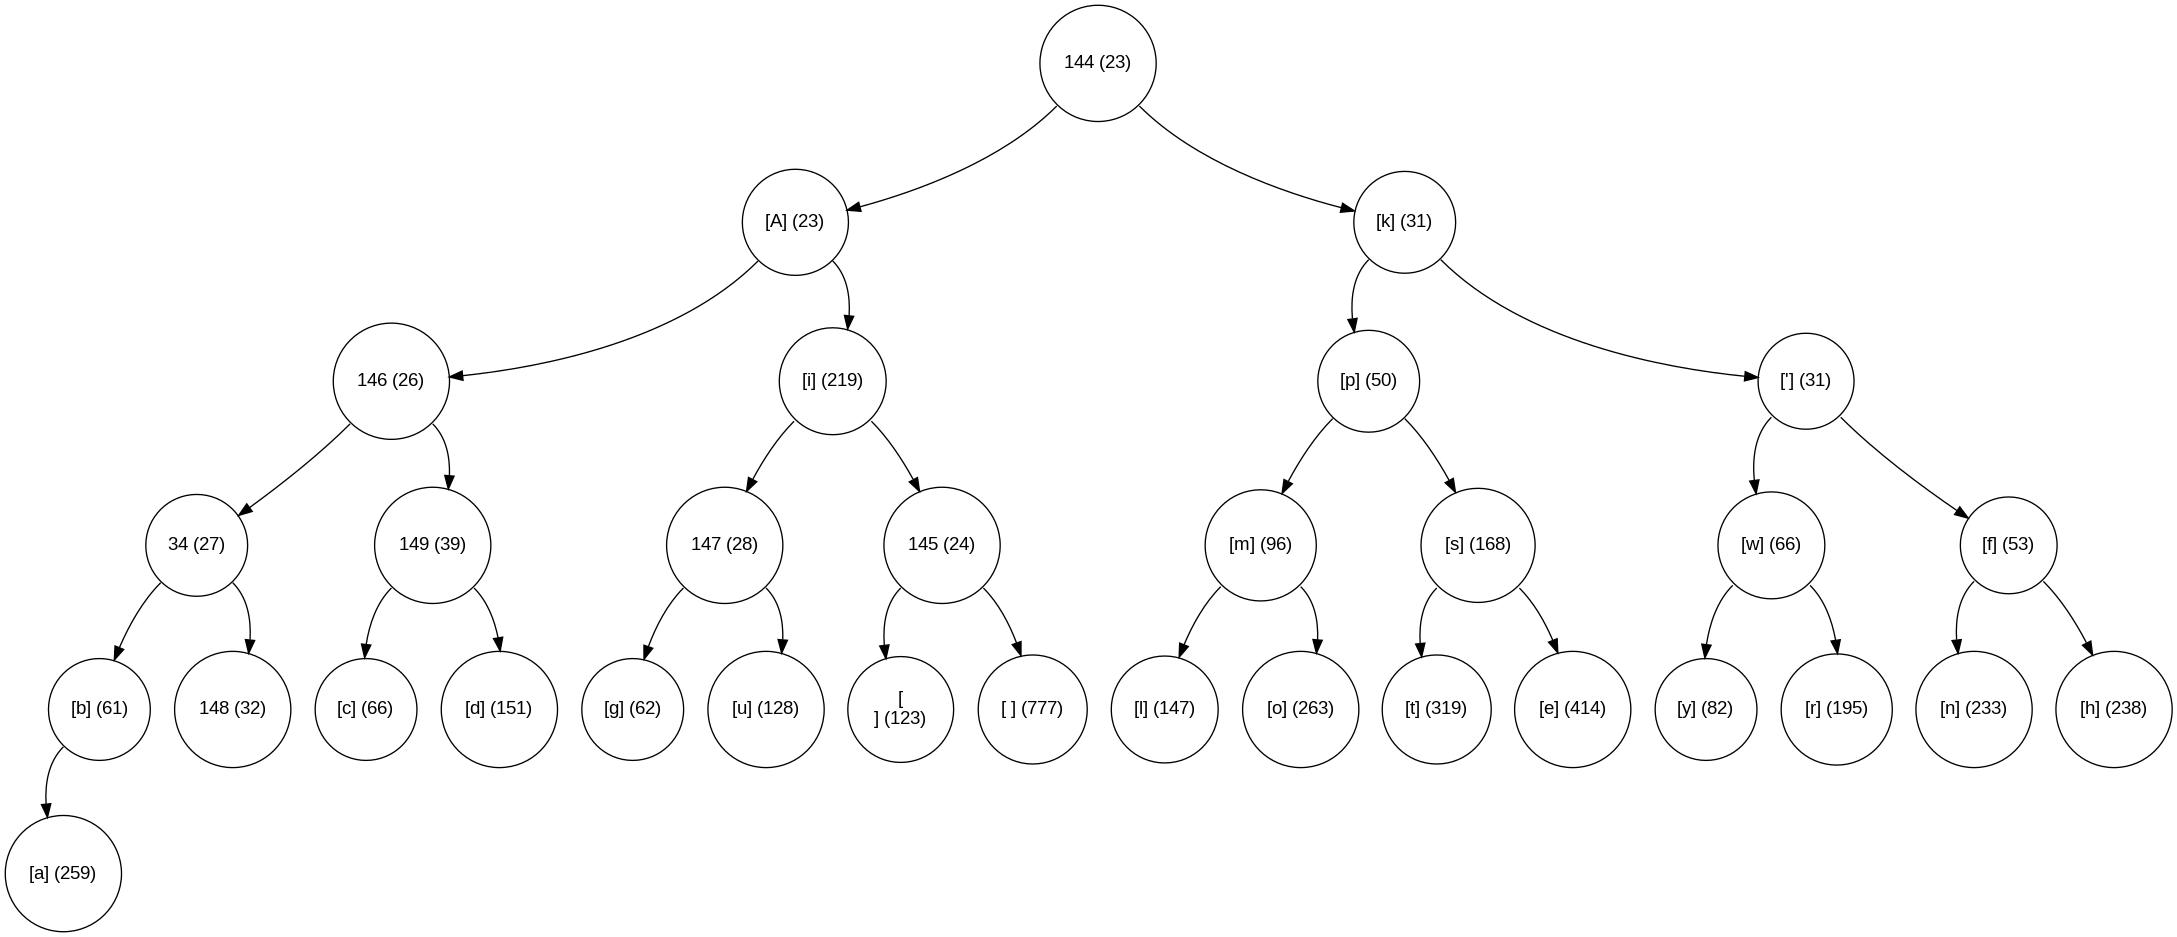 144 (23)
[A] (23)
[k] (31)
146 (26)
[i] (219)
[p] (50)
['] (31)
34 (27)
149 (39)
147 (28)
145 (24)
[m] (96)
[s] (168)
[w] (66)
[f] (53)
[b] (61)
148 (32)
[c] (66)
[d] (151)
[g] (62)
[u] (128)
[
] (123)
[ ] (777)
[l] (147)
[o] (263)
[t] (319)
[e] (414)
[y] (82)
[r] (195)
[n] (233)
[h] (238)
[a] (259)